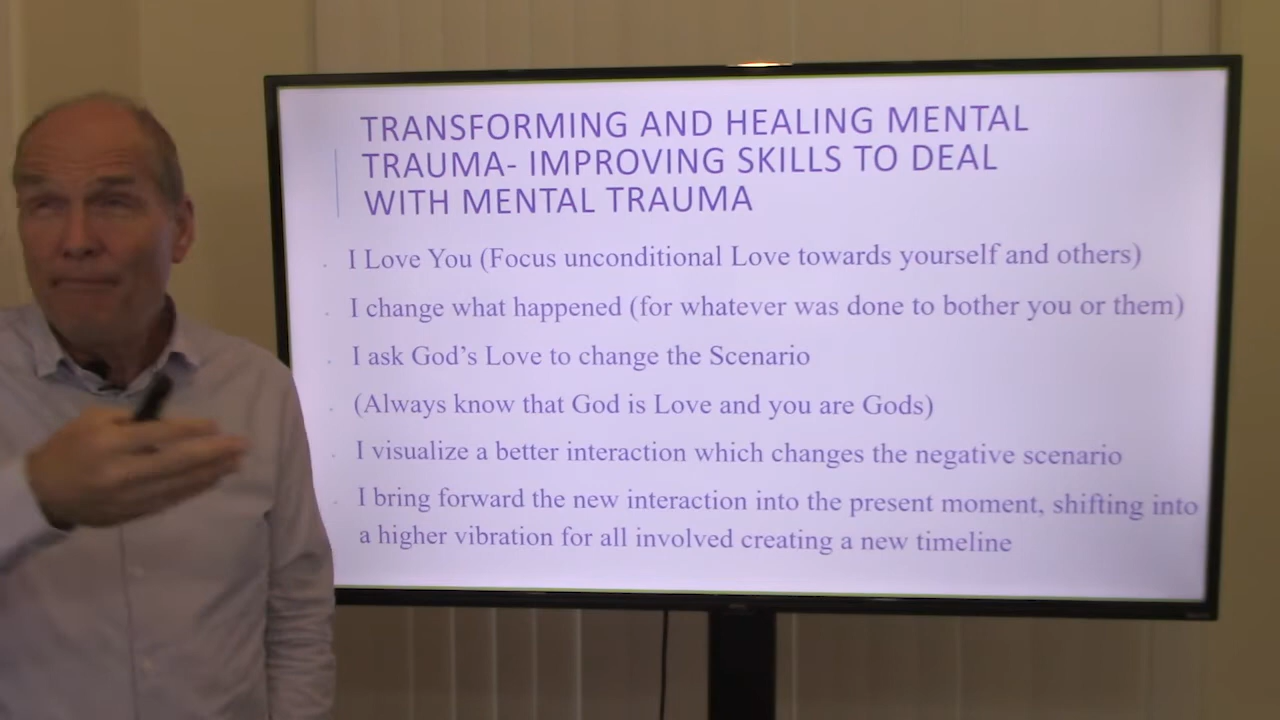 TRANSFORMING AND HEALING MENTAL
TRAUMA- IMPROVING SKILLS TO DEAL
WITH MENTAL TRAUMA
. I Love You (Focus unconditional Love towards yourself and others)
. I change what happened (for whatever was done to bother you or them)
. I ask God's Love to change the Scenario
. (Always know that God is Love and you are Gods)
. I visualize a better interaction which changes the negative scenario
. I bring forward the new interaction into the present moment, shifting into
a higher vibration for all involved creating a new timeline